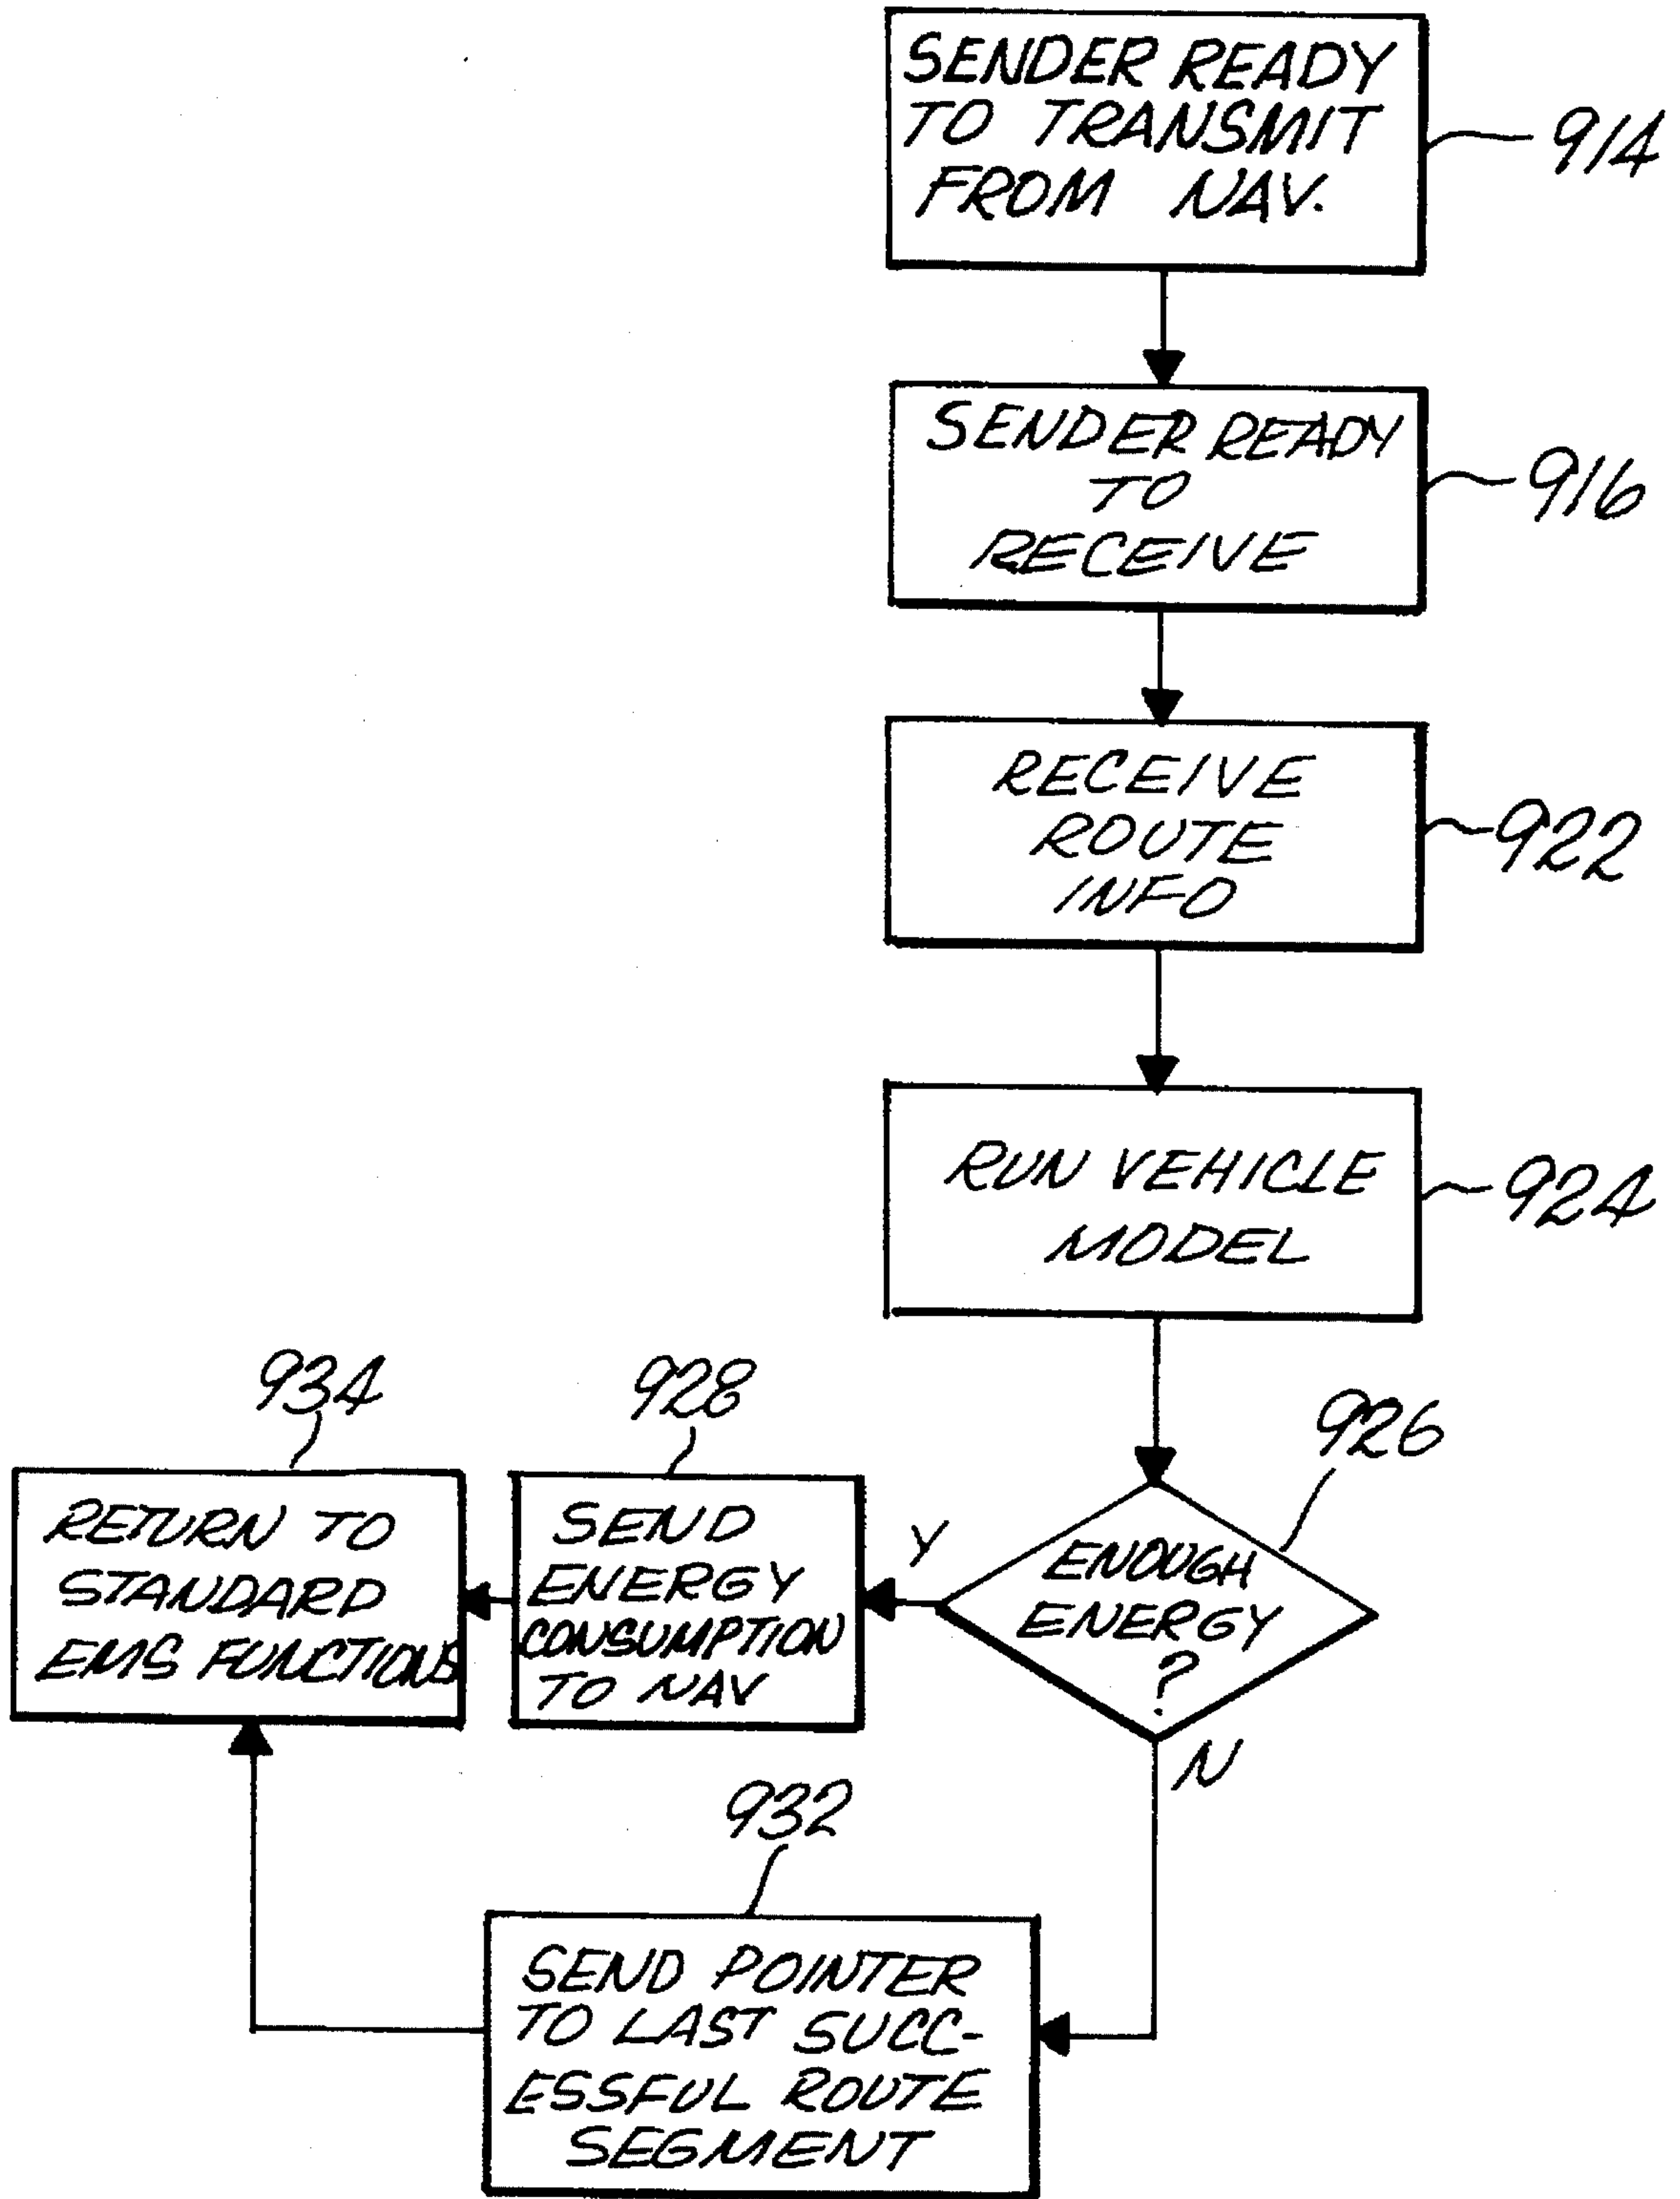 SENDER READY
TO TRANSMIT
FROM NAV.
914
SENDER READY
TO
RECEIVE
916
RECEIVE
ROUTE
INFO
922
RUN VEHICLE
MODEL
924
934
928
926
RETURN TO
STANDARD
EMS FUNCTIONS
SEND
ENERGY
CONSUMPTION
TO NAV
Y
ENOUGH
ENERGY
?
N
932
SEND POINTER
TO LAST SUCC-
ESSFUL ROUTE
SEGMENT